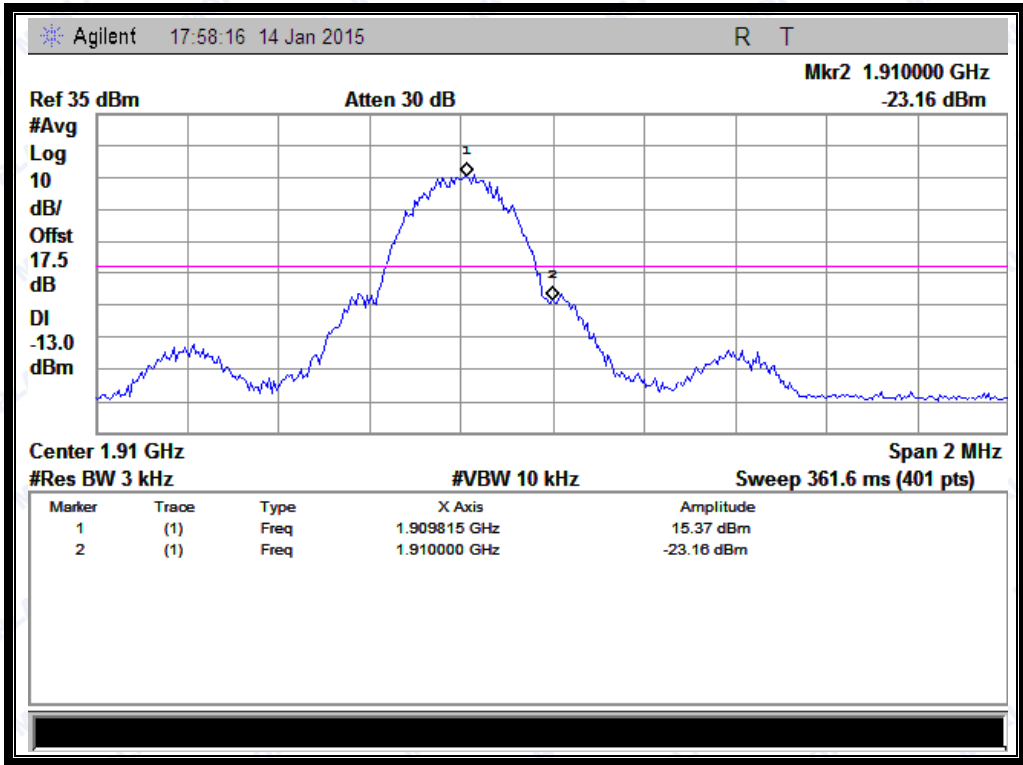 Agilent 17:58:16 14 Jan 2015 R T
Mkr2 1.910000 GHz
Ref 35 dBm Atten 30 dB -23.16 dBm
#Avg
Log
10
dB/
Offst
17.5
dB
DI
-13.0
dBm
1
2
Center 1.91 GHz Span 2 MHz
#Res BW 3 kHz #VBW 10 kHz Sweep 361.6 ms (401 pts)
Marker Trace Type X Axis Amplitude
1 (1) Freq 1.909815 GHz 15.37 dBm
2 (1) Freq 1.910000 GHz -23.16 dBm